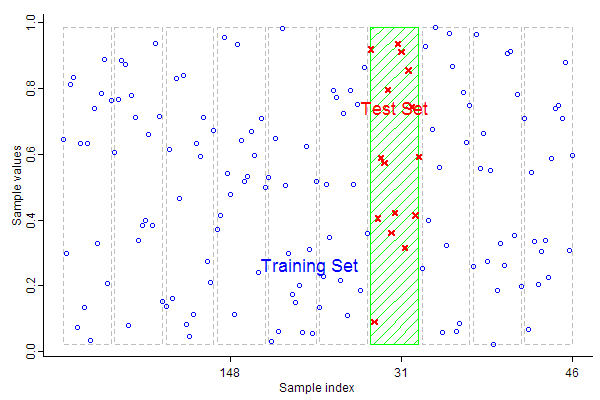 1.0
0.8
0.6
0.4
0.2
0.0
Sample values
Test Set
Training Set
148 31 46
Sample index